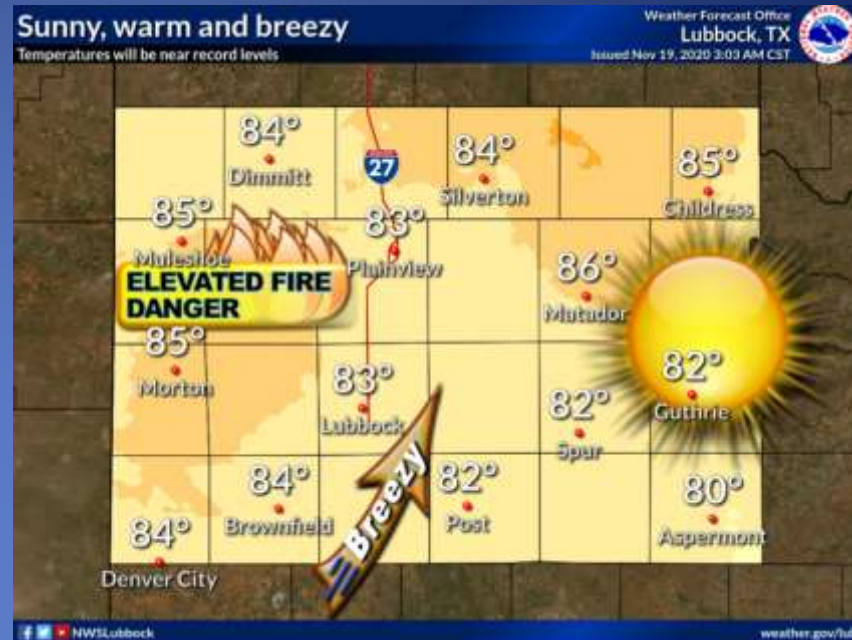 Sunny, warm and breezy
Temperatures will be near record levels
Weather Forecast Office
Lubbock, TX
Issued Nov 19, 2020 3:03 AM CST
84°
Dimmitt
27
84°
Silverton
85°
Childress
85°
Muleshoe
83°
Plainview
ELEVATED FIRE
DANGER
86°
Matador
85°
Morton
83°
Lubbock
82°
Spur
82°
Guthrie
84°
Brownfield
Breezy
82°
Post
80°
Aspermont
84°
Denver City
NWSLubbock